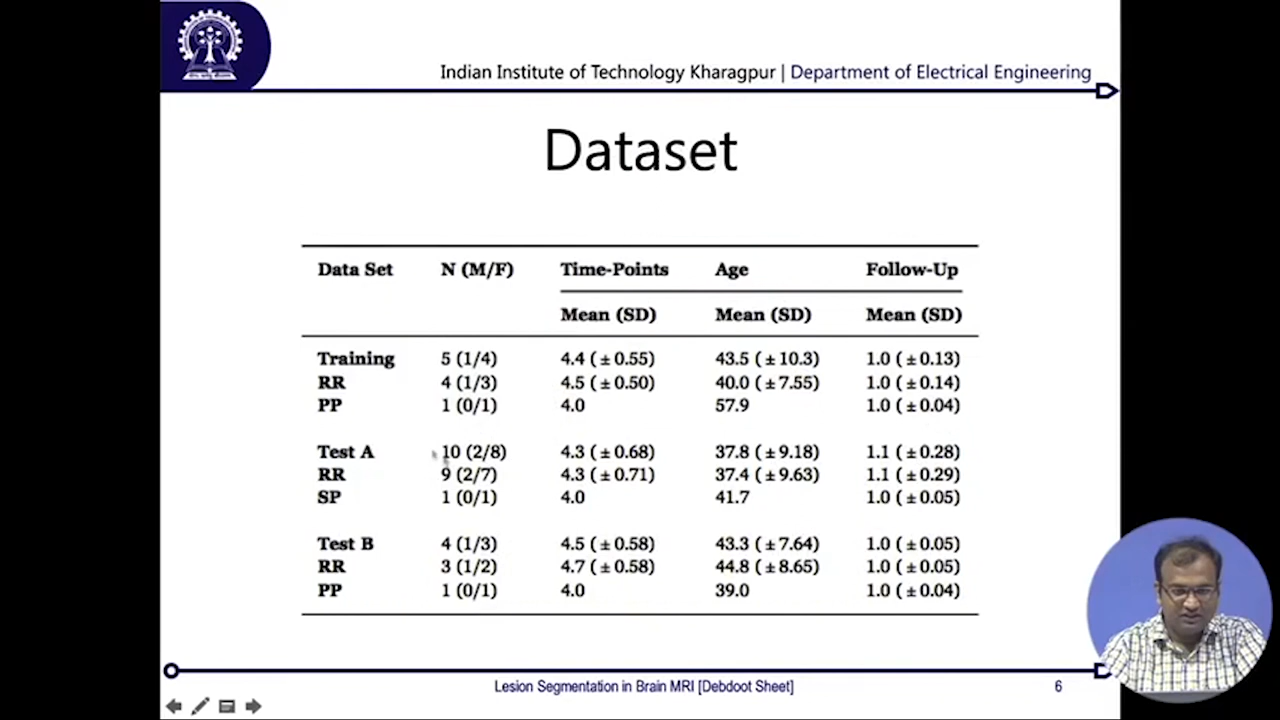 Indian Institute of Technology Kharagpur | Department of Electrical Engineering
Dataset
Data Set N (M/F) Time-Points Age Follow-Up
Mean (SD) Mean (SD) Mean (SD)
Training 5 (1/4) 4.4 (±0.55) 43.5 (±10.3) 1.0 (±0.13)
RR 4 (1/3) 4.5 (±0.50) 40.0 (±7.55) 1.0 (±0.14)
PP 1 (0/1) 4.0 57.9 1.0 (±0.04)
Test A 10 (2/8) 4.3 (±0.68) 37.8 (±9.18) 1.1 (±0.28)
RR 9 (2/7) 4.3 (±0.71) 37.4 (±9.63) 1.1 (±0.29)
SP 1 (0/1) 4.0 41.7 1.0 (±0.05)
Test B 4 (1/3) 4.5 (±0.58) 43.3 (±7.64) 1.0 (±0.05)
RR 3 (1/2) 4.7 (±0.58) 44.8 (±8.65) 1.0 (±0.05)
PP 1 (0/1) 4.0 39.0 1.0 (±0.04)
Lesion Segmentation in Brain MRI [Debdoot Sheet] 6